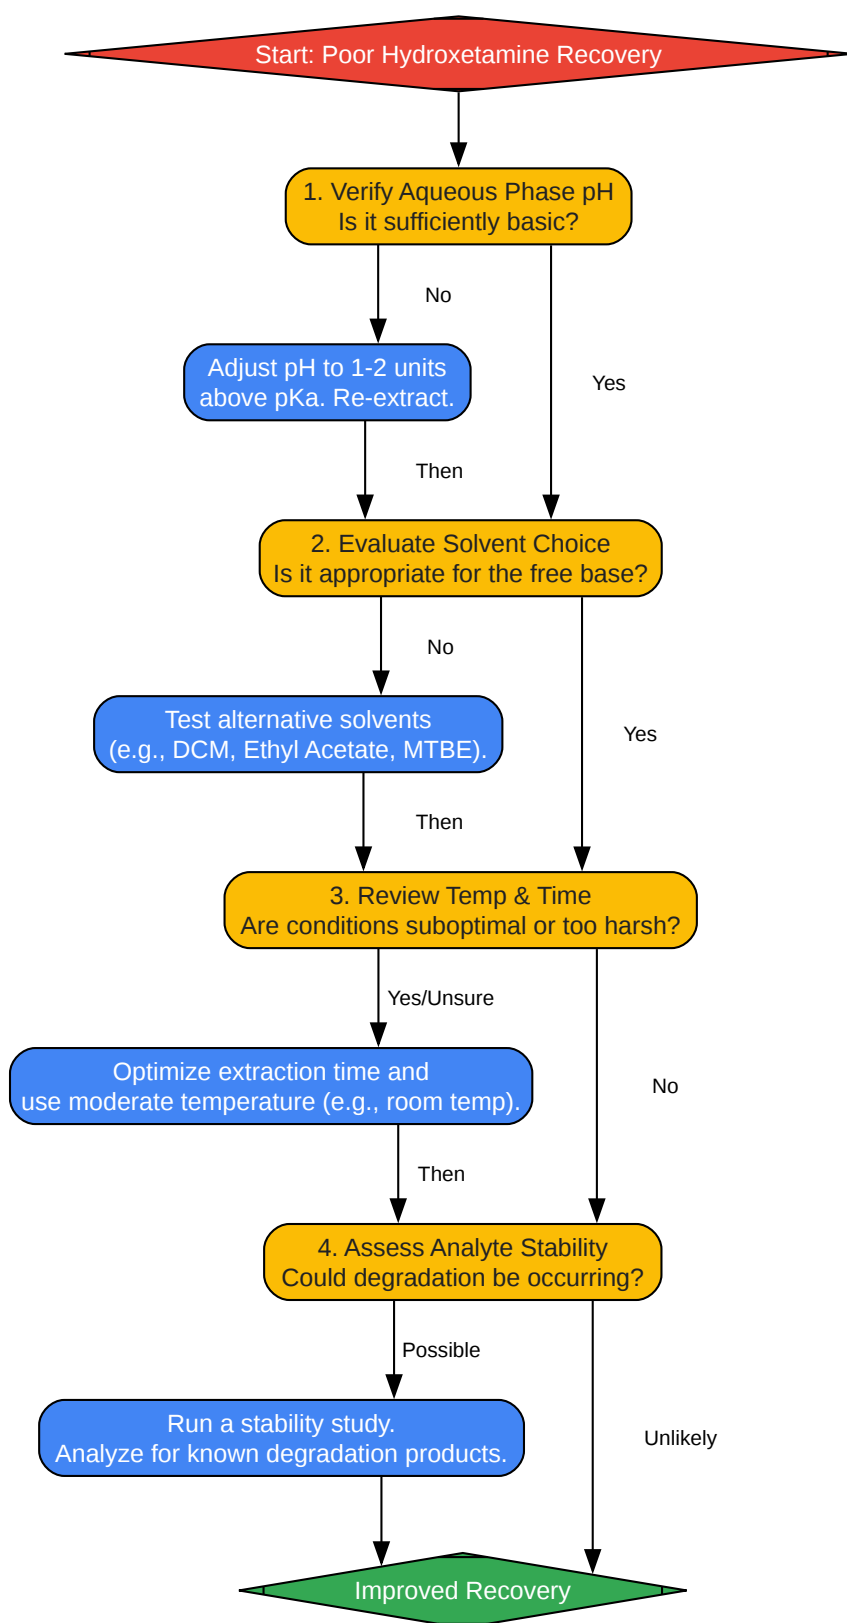 Start: Poor Hydroxetamine Recovery
1. Verify Aqueous Phase pH
Is it sufficiently basic?
No
Adjust pH to 1-2 units
above pKa. Re-extract.
Yes
Then
2. Evaluate Solvent Choice
Is it appropriate for the free base?
No
Test alternative solvents
(e.g., DCM, Ethyl Acetate, MTBE).
Yes
Then
3. Review Temp & Time
Are conditions suboptimal or too harsh?
Yes/Unsure
Optimize extraction time and
use moderate temperature (e.g., room temp).
No
Then
4. Assess Analyte Stability
Could degradation be occurring?
Possible
Run a stability study.
Analyze for known degradation products.
Unlikely
Improved Recovery